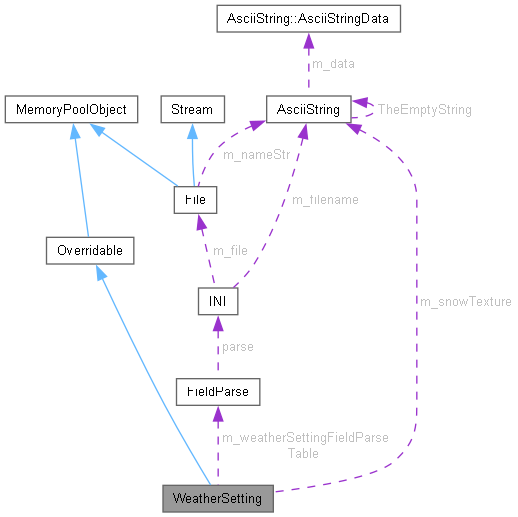 AsciiString::AsciiStringData
m_data
MemoryPoolObject
Stream
AsciiString
TheEmptyString
m_nameStr
File
m_filename
Overridable
m_file
INI
m_snowTexture
parse
FieldParse
m_weatherSettingFieldParse
Table
WeatherSetting